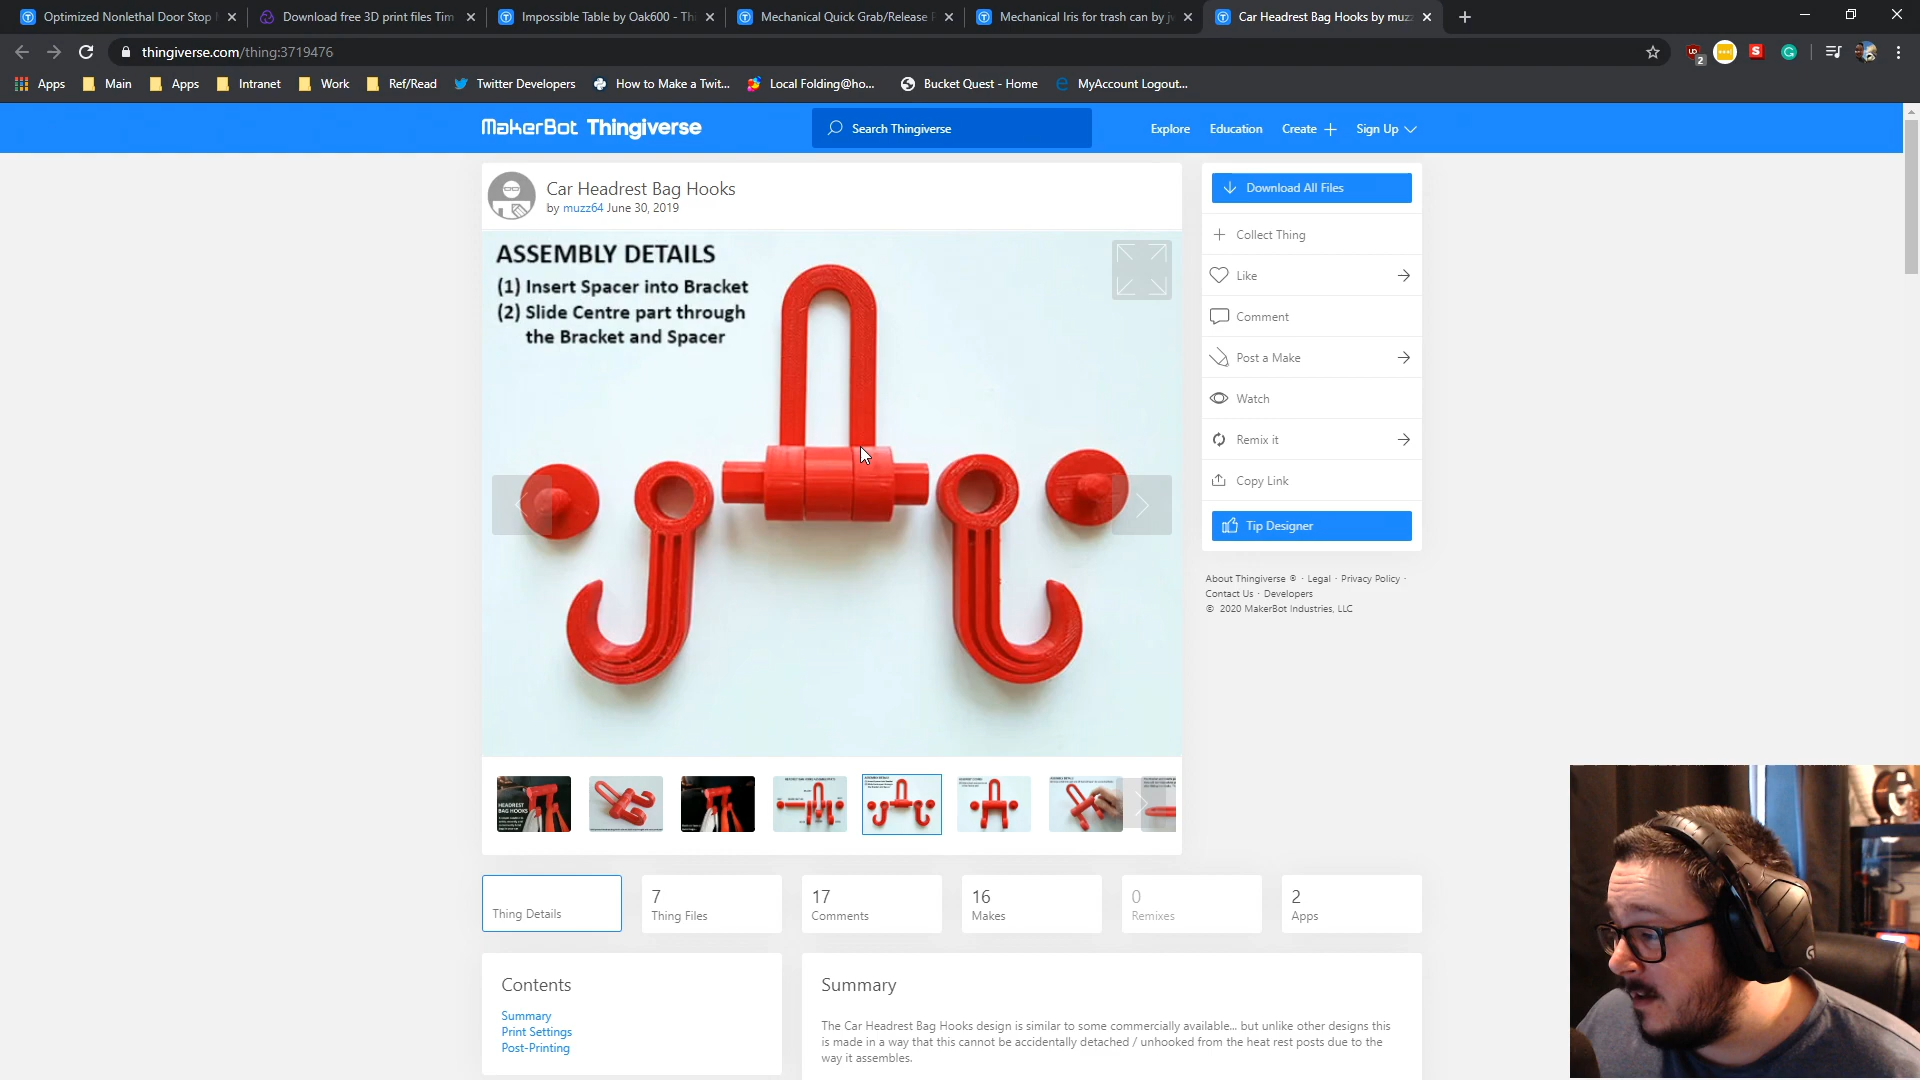 Optimized Nonlethal Door Stop
Download free 3D print files Tim
Impossible Table by Oak600 - Thi
Mechanical Quick Grab/Release
Mechanical Iris for trash can by
Car Headrest Bag Hooks by muz
thingiverse.com/thing:3719476
2
Apps
Main
Apps
Intranet
Work
Ref/Read
Twitter Developers
How to Make a Twit...
Local Folding@ho...
Bucket Quest - Home
MyAccount Logout...
MakerBot Thingiverse
Search Thingiverse
Explore
Education
Create
Sign Up
Car Headrest Bag Hooks
by muzz64 June 30, 2019
ASSEMBLY DETAILS
(1) Insert Spacer into Bracket
(2) Slide Centre part through
the Bracket and Spacer
Download All Files
Collect Thing
Like
Comment
Post a Make
Watch
Remix it
Copy Link
Tip Designer
About Thingiverse ® · Legal · Privacy Policy ·
Contact Us · Developers
© 2020 MakerBot Industries, LLC
HEADREST
BAG HOOKS
Thing Details
7
Thing Files
17
Comments
16
Makes
0
Remixes
2
Apps
Contents
Summary
Print Settings
Post-Printing
Summary
The Car Headrest Bag Hooks design is similar to some commercially available... but unlike other designs this
is made in a way that this cannot be accidentally detached / unhooked from the heat rest posts due to the
way it assembles.